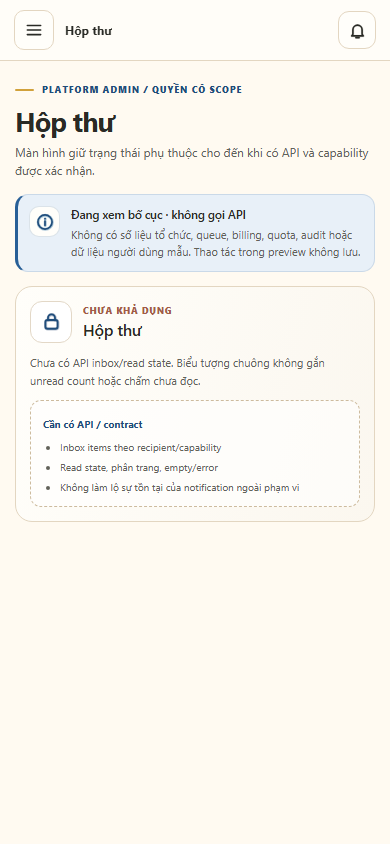 Hộp thư
PLATFORM ADMIN / QUYỀN CÓ SCOPE
Hộp thư
Màn hình giữ trạng thái phụ thuộc cho đến khi có API và capability
được xác nhận.
Đang xem bố cục · không gọi API
Không có số liệu tổ chức, queue, billing, quota, audit hoặc
dữ liệu người dùng mẫu. Thao tác trong preview không lưu.
CHƯA KHẢ DỤNG
Hộp thư
Chưa có API inbox/read state. Biểu tượng chuông không gắn
unread count hoặc chấm chưa đọc.
Cần có API / contract
Inbox items theo recipient/capability
Read state, phân trang, empty/error
Không làm lộ sự tồn tại của notification ngoài phạm vi